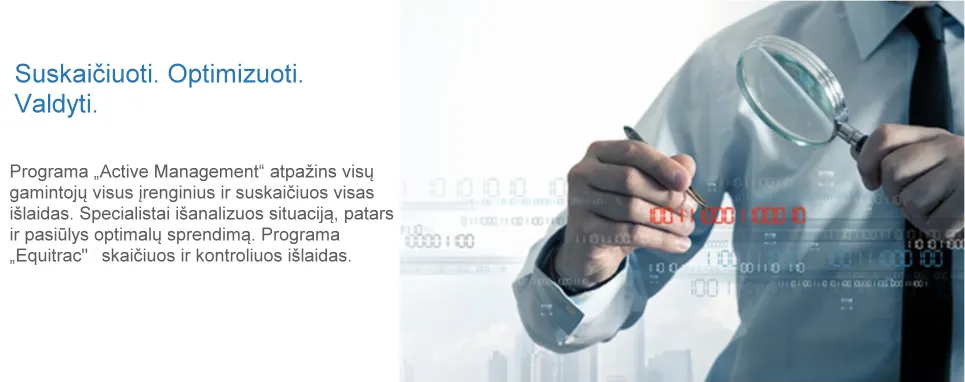 Suskaičiuoti. Optimizuoti.
Valdyti.
Programa „Active Management“ atpažins visų
gamintojų visus įrenginius ir suskaičiuos visas
išlaidas. Specialistai išanalizuos situaciją, patars
ir pasiūlys optimalų sprendimą. Programa
„Equitrac" skaičiuos ir kontroliuos išlaidas.